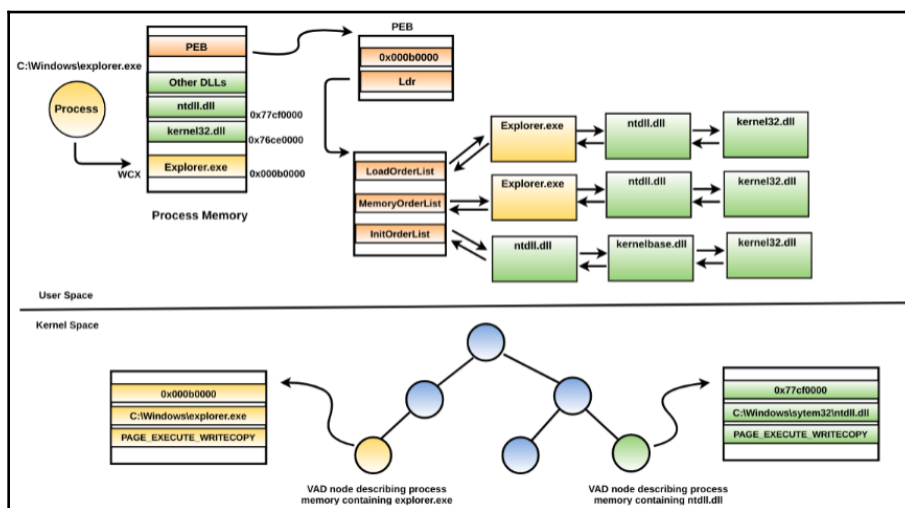 C:\Windows\explorer.exe
Process
WCX
PEB
Other DLLs
ntdll.dll
0x77cf0000
kernel32.dll
0x76ce0000
Explorer.exe
0x000b0000
Process Memory
PEB
0x000b0000
Ldr
LoadOrderList
MemoryOrderList
InitOrderList
Explorer.exe
ntdll.dll
kernel32.dll
Explorer.exe
ntdll.dll
kernel32.dll
ntdll.dll
kernelbase.dll
kernel32.dll
User Space
Kernel Space
0x000b0000
C:\Windows\explorer.exe
PAGE_EXECUTE_WRITECOPY
VAD node describing process
memory containing explorer.exe
VAD node describing process
memory containing ntdll.dll
0x77cf0000
C:\Windows\sytem32\ntdll.dll
PAGE_EXECUTE_WRITECOPY